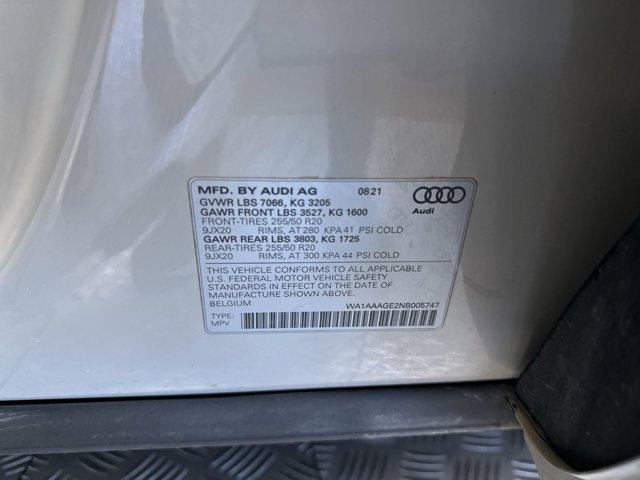 MFD. BY AUDI AG 08 21
GVWR LBS 7066, KG 3205
GAWR FRONT LBS 3527, KG 1600
FRONT-TIRES 255/50 R20
9JX20 RIMS, AT 280 KPA 41 PSI COLD
GAWR REAR LBS 3803, KG 1725
REAR-TIRES 255/50 R20
9JX20 RIMS, AT 300 KPA 44 PSI COLD
Audi
THIS VEHICLE CONFORMS TO ALL APPLICABLE
U.S. FEDERAL MOTOR VEHICLE SAFETY
STANDARDS IN EFFECT ON THE DATE OF
MANUFACTURE SHOWN ABOVE.
BELGIUM
WA1AAAGE2NB005747
TYPE:
MPV